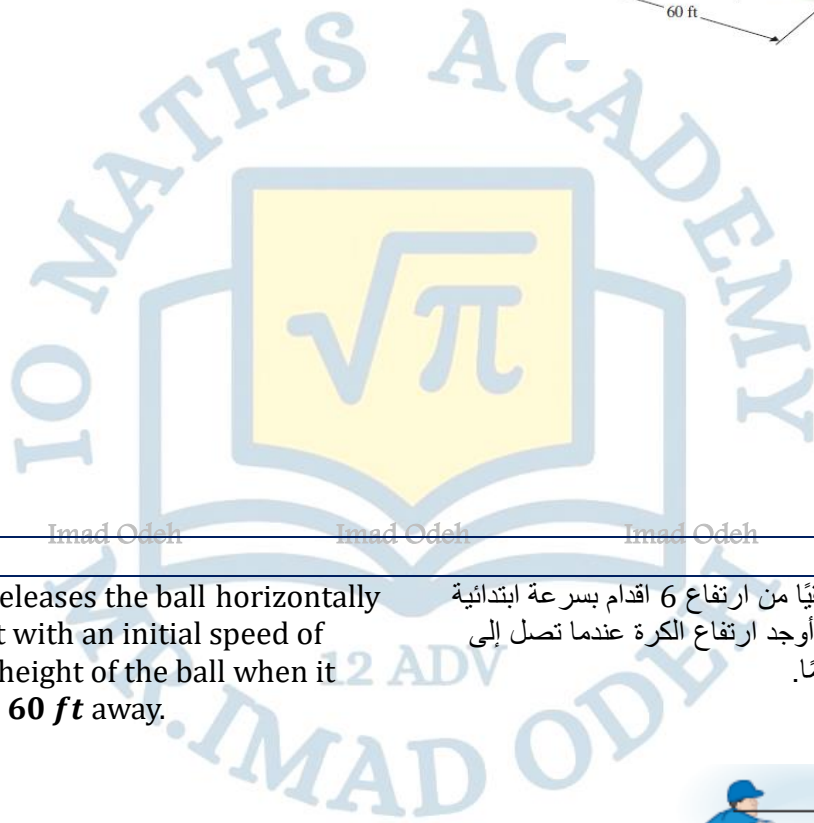 60 ft
IO MATHS ACADEMY
√π
Imad Odeh Imad Odeh Imad Odeh
eleases the ball horizontally
t with an initial speed of
height of the ball when it
60 ft away.
من ارتفاع 6 اقدام بسرعة ابتدائية
أوجد ارتفاع الكرة عندما تصل إلى
12 ADV
MR.IMAD ODEH